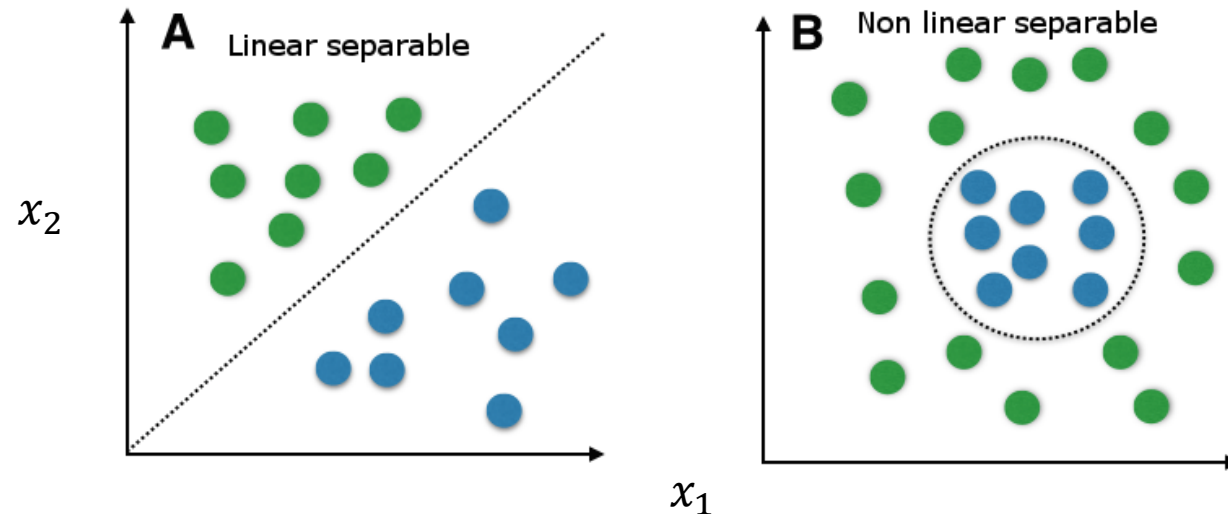 A
Linear separable
B
Non linear separable
x₂
x₁